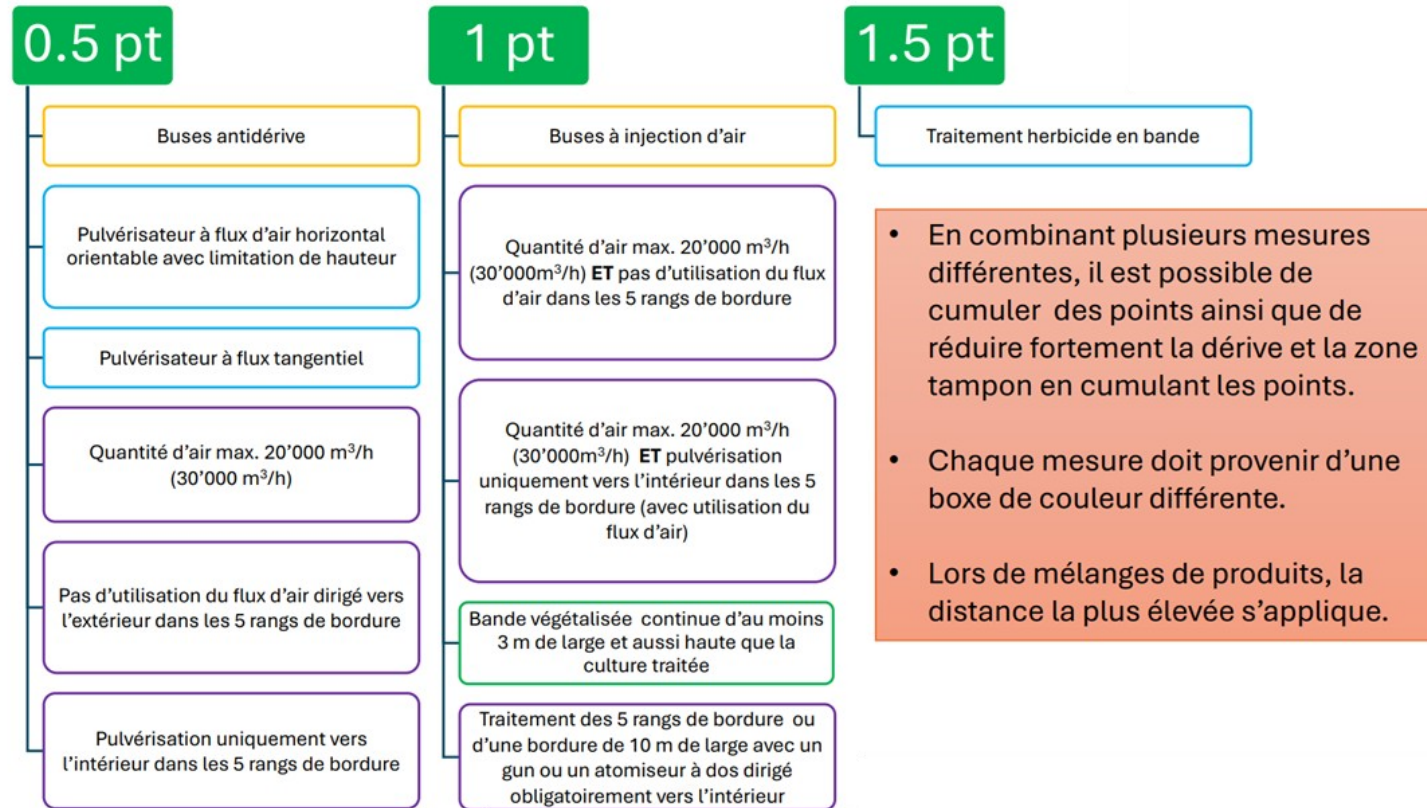 0.5 pt
Buses antidérive
Pulvérisateur à flux d'air horizontal
orientable avec limitation de hauteur
Pulvérisateur à flux tangentiel
Quantité d'air max. 20'000 m³/h
(30'000 m³/h)
Pas d'utilisation du flux d'air dirigé vers
l'extérieur dans les 5 rangs de bordure
Pulvérisation uniquement vers
l'intérieur dans les 5 rangs de bordure
1 pt
Buses à injection d'air
Quantité d'air max. 20'000 m³/h
(30'000m³/h) ET pas d'utilisation du flux
d'air dans les 5 rangs de bordure
Quantité d'air max. 20'000 m³/h
(30'000m³/h) ET pulvérisation
uniquement vers l'intérieur dans les 5
rangs de bordure (avec utilisation du
flux d'air)
Bande végétalisée continue d'au moins
3 m de large et aussi haute que la
culture traitée
Traitement des 5 rangs de bordure ou
d'une bordure de 10 m de large avec un
gun ou un atomiseur à dos dirigé
obligatoirement vers l'intérieur
1.5 pt
Traitement herbicide en bande
• En combinant plusieurs mesures
différentes, il est possible de
cumuler des points ainsi que de
réduire fortement la dérive et la zone
tampon en cumulant les points.
• Chaque mesure doit provenir d'une
boxe de couleur différente.
• Lors de mélanges de produits, la
distance la plus élevée s'applique.